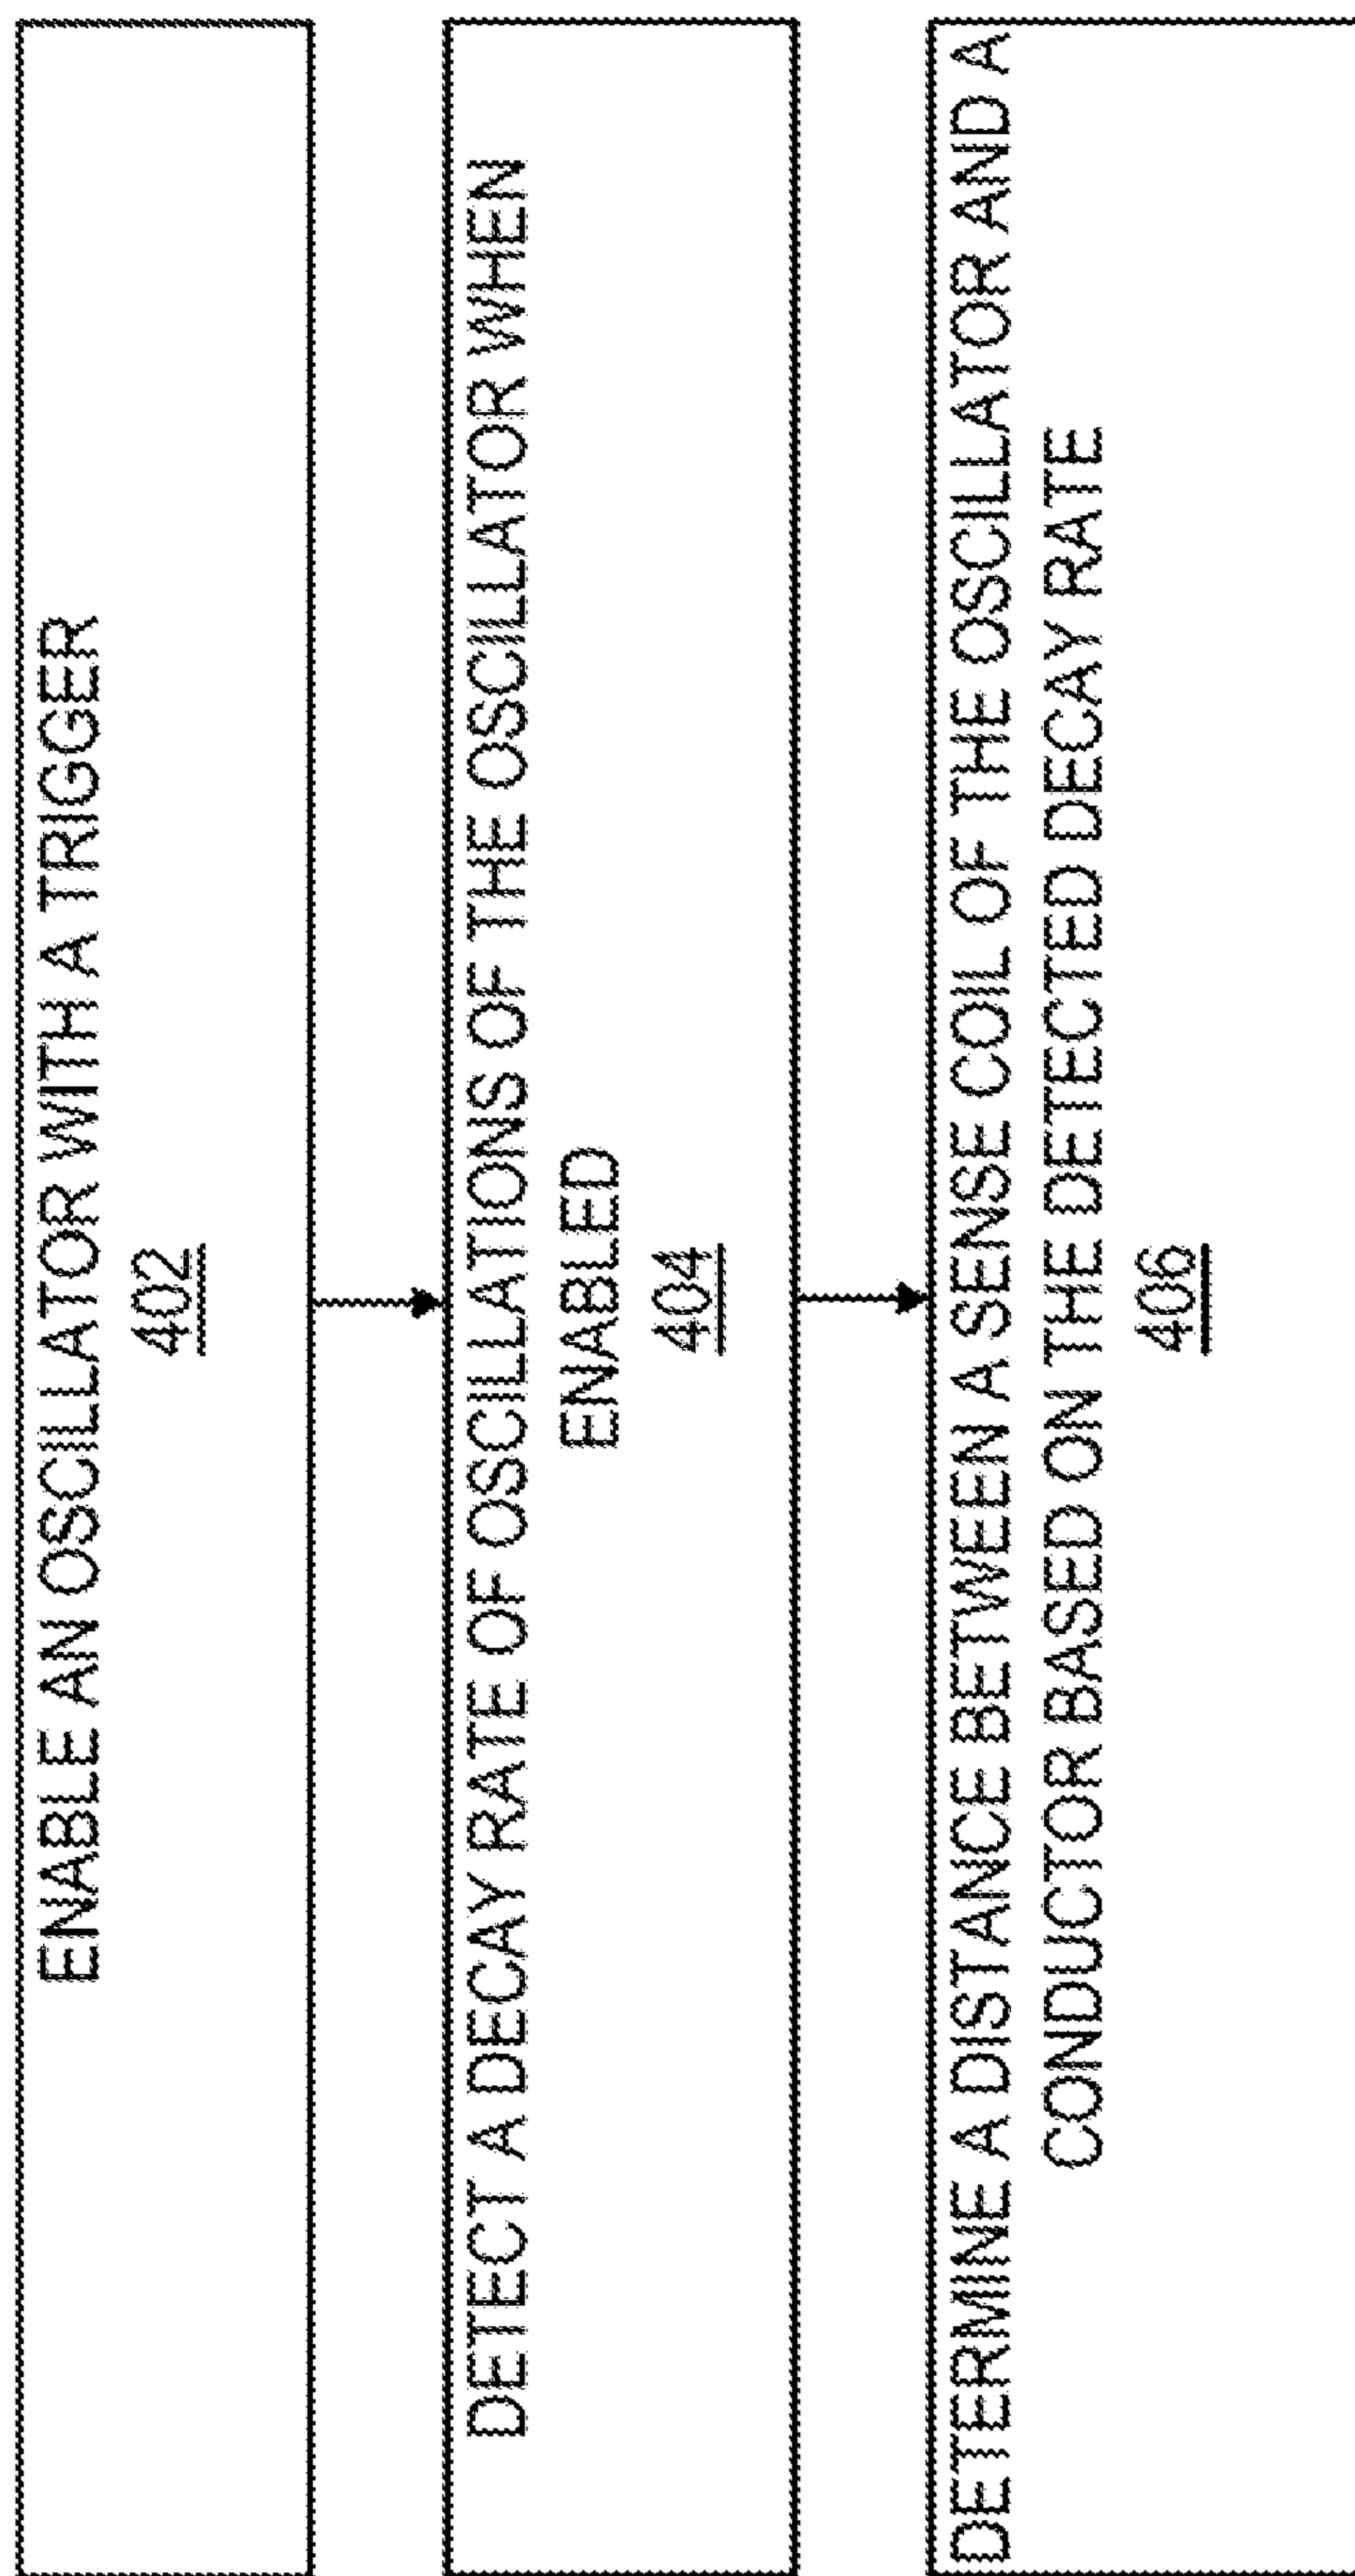 ENABLE AN OSCILLATOR WITH A TRIGGER
402
DETECT A DECAY RATE OF OSCILLATIONS OF THE OSCILLATOR WHEN
ENABLED
404
DETERMINE A DISTANCE BETWEEN A SENSE COIL OF THE OSCILLATOR AND A
CONDUCTOR BASED ON THE DETECTED DECAY RATE
406